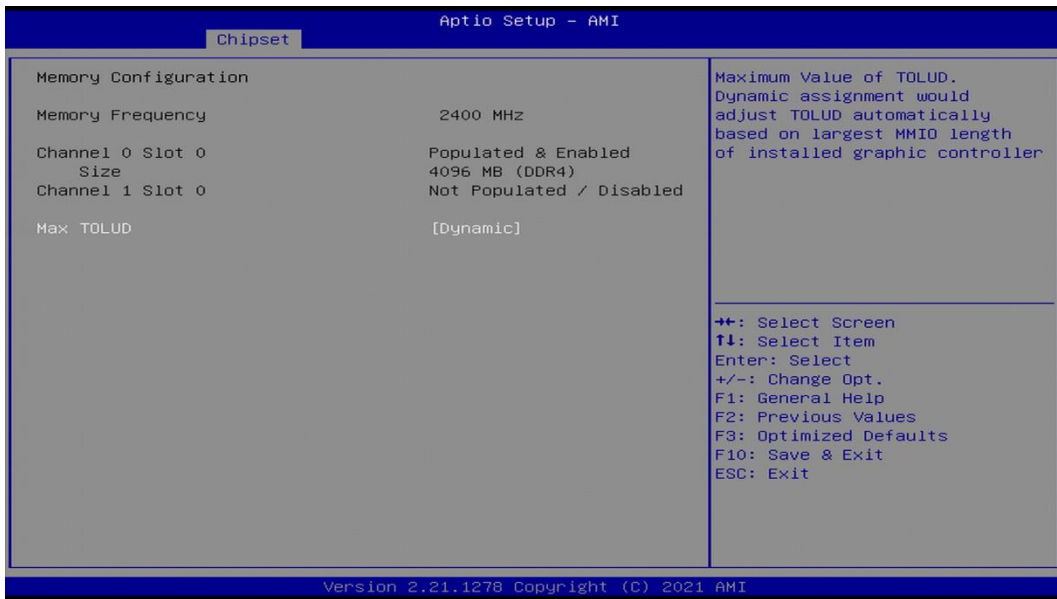 Aptio Setup – AMI
Chipset
Memory Configuration
Memory Frequency 2400 MHz
Channel 0 Slot 0 Populated & Enabled
Size 4096 MB (DDR4)
Channel 1 Slot 0 Not Populated / Disabled
Max TOLUD [Dynamic]
Maximum Value of TOLUD.
Dynamic assignment would
adjust TOLUD automatically
based on largest MMIO length
of installed graphic controller
→←: Select Screen
↑↓: Select Item
Enter: Select
+/-: Change Opt.
F1: General Help
F2: Previous Values
F3: Optimized Defaults
F10: Save & Exit
ESC: Exit
Version 2.21.1278 Copyright (C) 2021 AMI